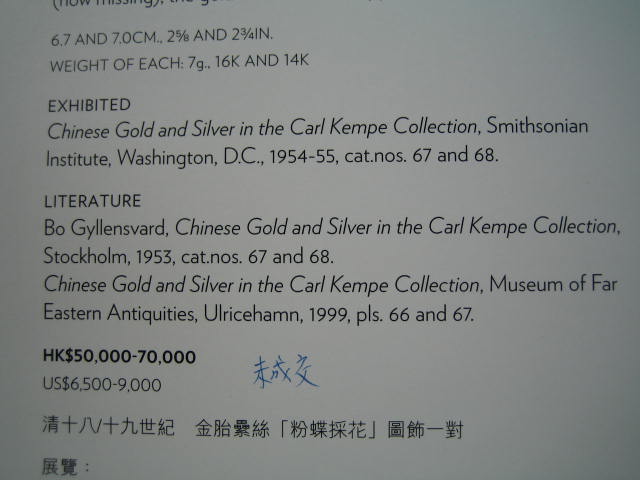 (now missing), the
6.7 AND 7.0CM., 2⅝ AND 2¾IN.
WEIGHT OF EACH: 7g., 16K AND 14K
EXHIBITED
Chinese Gold and Silver in the Carl Kempe Collection, Smithsonian
Institute, Washington, D.C., 1954-55, cat.nos. 67 and 68.
LITERATURE
Bo Gyllensvard, Chinese Gold and Silver in the Carl Kempe Collection,
Stockholm, 1953, cat.nos. 67 and 68.
Chinese Gold and Silver in the Carl Kempe Collection, Museum of Far
Eastern Antiquities, Ulricehamn, 1999, pls. 66 and 67.
HK$50,000-70,000
US$6,500-9,000
未成交
清十八/十九世紀 金胎纍絲「粉蝶採花」圖飾一對
展覽：